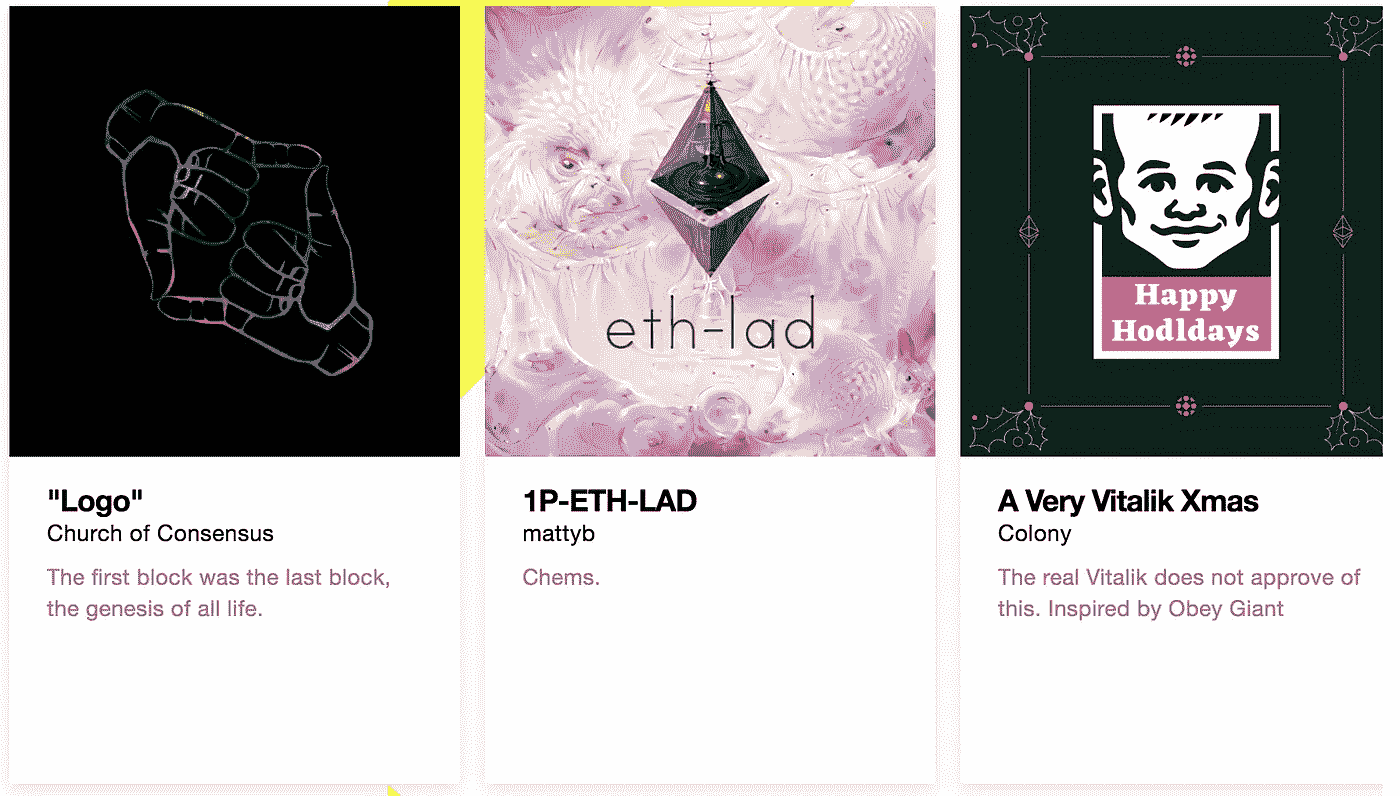 eth-lad
Happy
Hodldays
"Logo"
Church of Consensus
The first block was the last block,
the genesis of all life.
1P-ETH-LAD
mattyb
Chems.
A Very Vitalik Xmas
Colony
The real Vitalik does not approve of
this. Inspired by Obey Giant